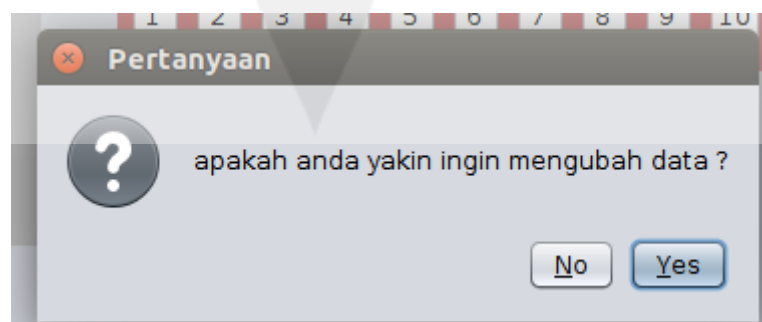 1 2 3 4 5 6 7 8 9 10
Pertanyaan
apakah anda yakin ingin mengubah data ?
No Yes